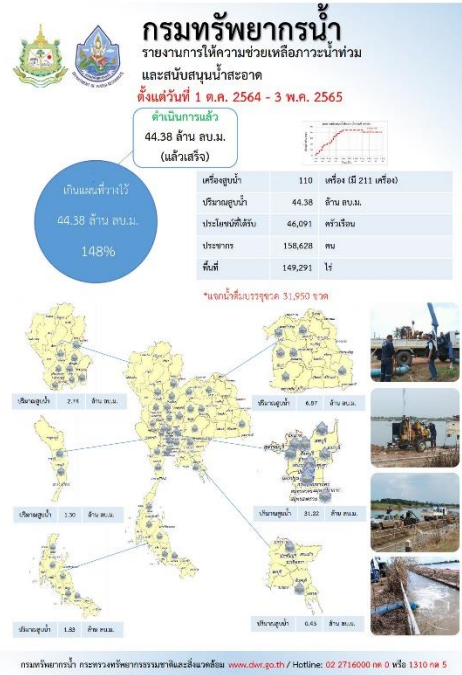 กรมทรัพยากรน้ำ
รายงานการให้ความช่วยเหลือภาวะน้ำท่วม
และสนับสนุนน้ำสะอาด
ตั้งแต่วันที่ 1 ต.ค. 2564 - 3 พ.ค. 2565
ดำเนินการแล้ว
44.38 ล้าน ลบ.ม.
(แล้วเสร็จ)
เกินแผนที่วางไว้
44.38 ล้าน ลบ.ม.
148%
เครื่องสูบน้ำ 110 เครื่อง (มี 211 เครื่อง)
ปริมาณสูบน้ำ 44.38 ล้าน ลบ.ม.
ประโยชน์ที่ได้รับ 46,091 ครัวเรือน
ประชากร 158,628 คน
พื้นที่ 149,291 ไร่
*แจกน้ำดื่มบรรจุขวด 31,950 ขวด
ปริมาณสูบน้ำ 2.74 ล้าน ลบ.ม.
ปริมาณสูบน้ำ 6.87 ล้าน ลบ.ม.
ปริมาณสูบน้ำ 1.30 ล้าน ลบ.ม.
ปริมาณสูบน้ำ 31.22 ล้าน ลบ.ม.
ปริมาณสูบน้ำ 1.83 ล้าน ลบ.ม.
ปริมาณสูบน้ำ 0.45 ล้าน ลบ.ม.
กรมทรัพยากรน้ำ กระทรวงทรัพยากรธรรมชาติและสิ่งแวดล้อม www.dwr.go.th / Hotline: 02 2716000 กด 0 หรือ 1310 กด 5